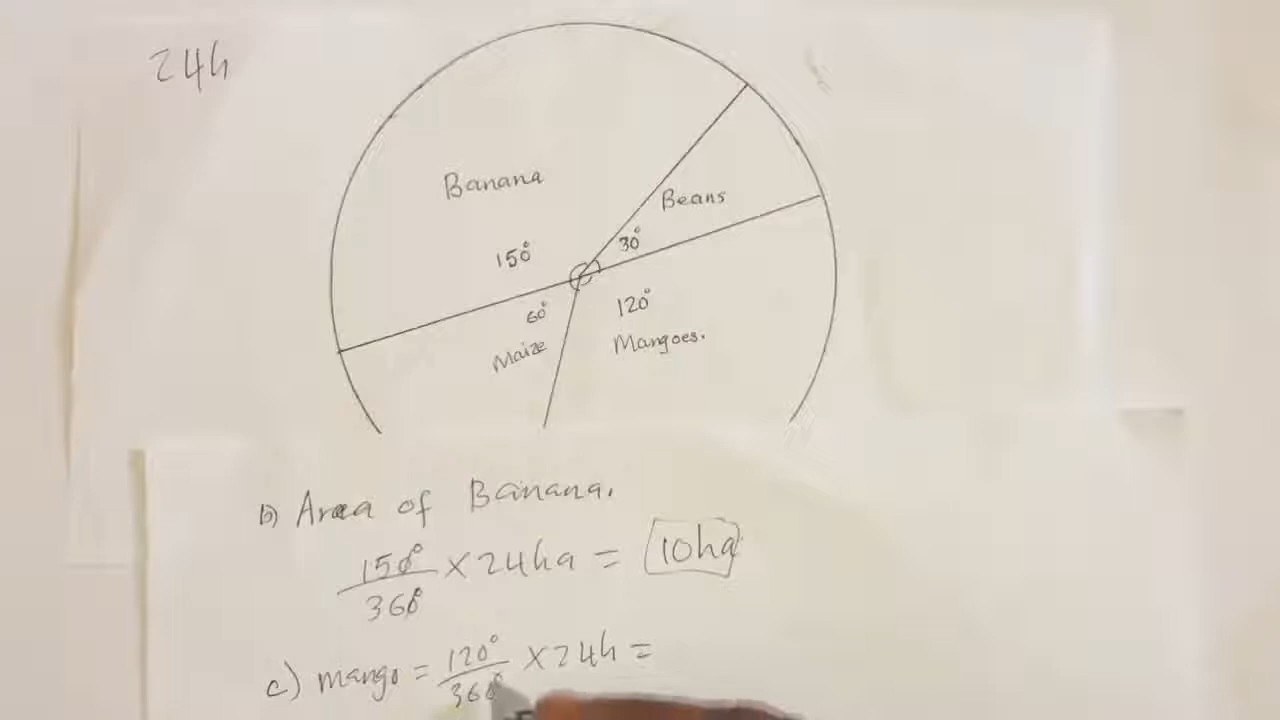 24h
Banana
Beans
150°
30°
60°
120°
Maize
Mangoes.
b) Area of Banana.
150°/360° × 24ha = 10ha
c) mango = 120°/360° × 24h =